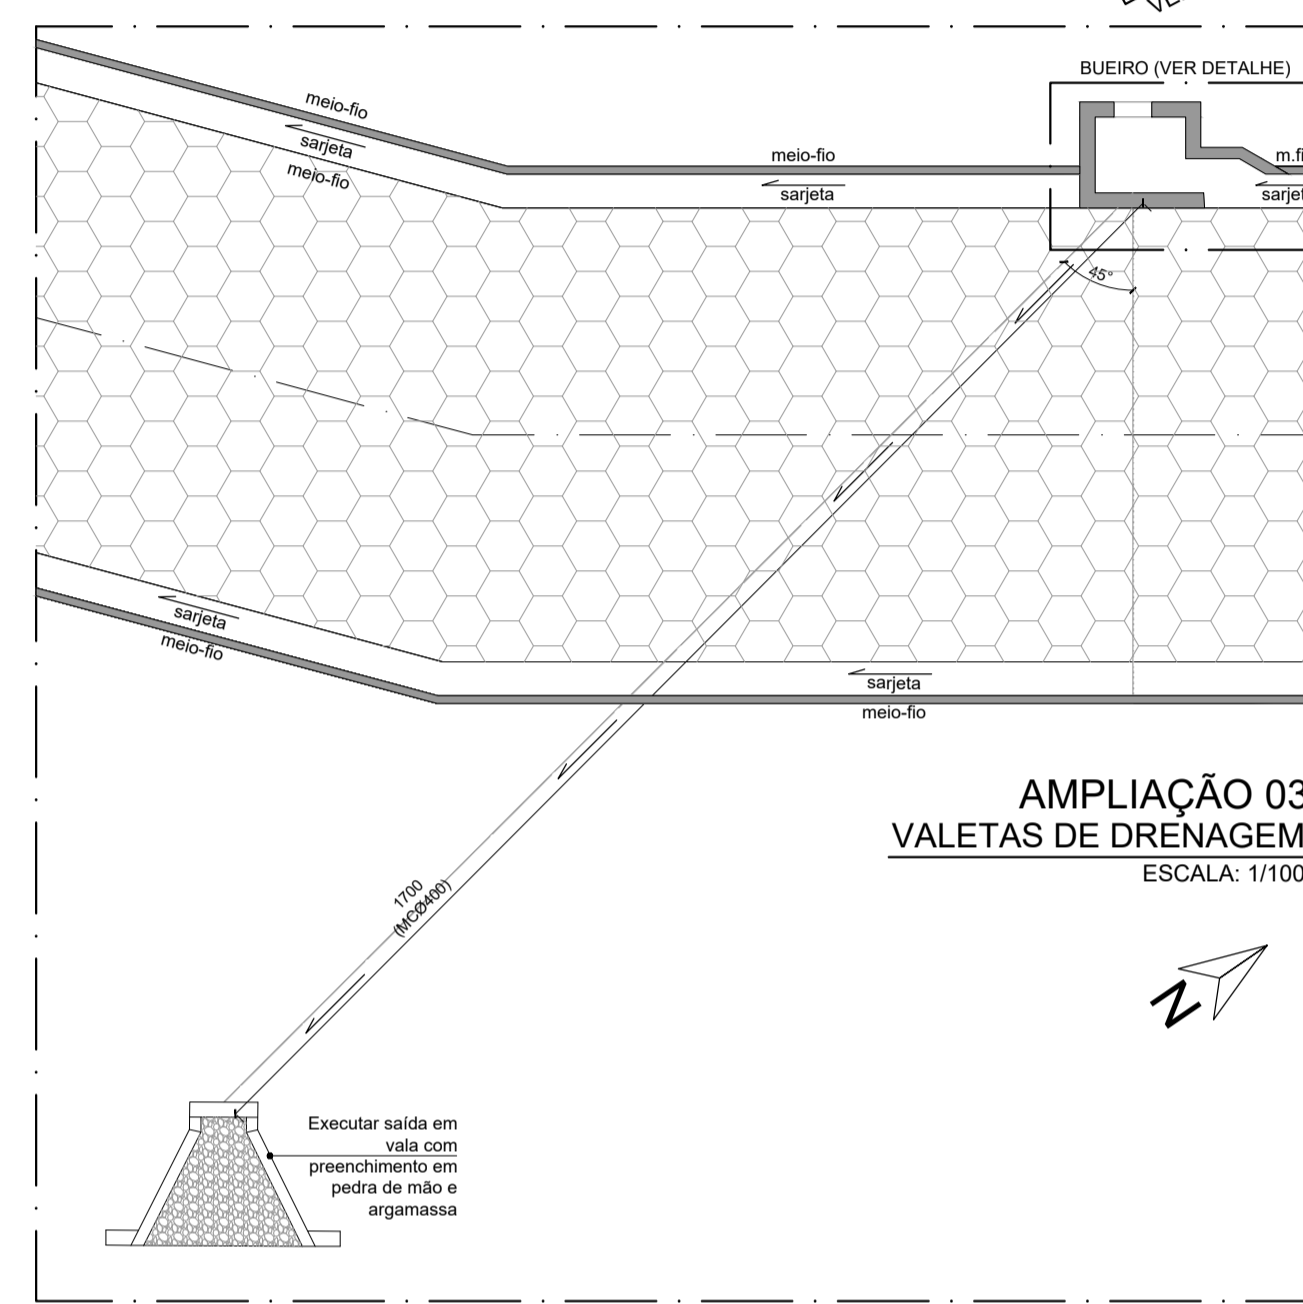 BUEIRO (VER DETALHE)
meio-fio
sarjeta
meio-fio
meio-fio
sarjeta
m.fi
sarjet
45°
sarjeta
meio-fio
sarjeta
meio-fio
AMPLIAÇÃO 03
VALETAS DE DRENAGEM
ESCALA: 1/100
1700
(MCØ400)
N
Executar saída em
vala com
preenchimento em
pedra de mão e
argamassa